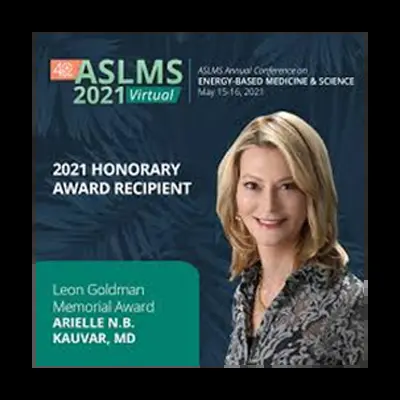 40
ASLMS
2021 Virtual
ASLMS Annual Conference on
ENERGY-BASED MEDICINE & SCIENCE
May 15-16, 2021
2021 HONORARY
AWARD RECIPIENT
Leon Goldman
Memorial Award
ARIELLE N.B.
KAUVAR, MD